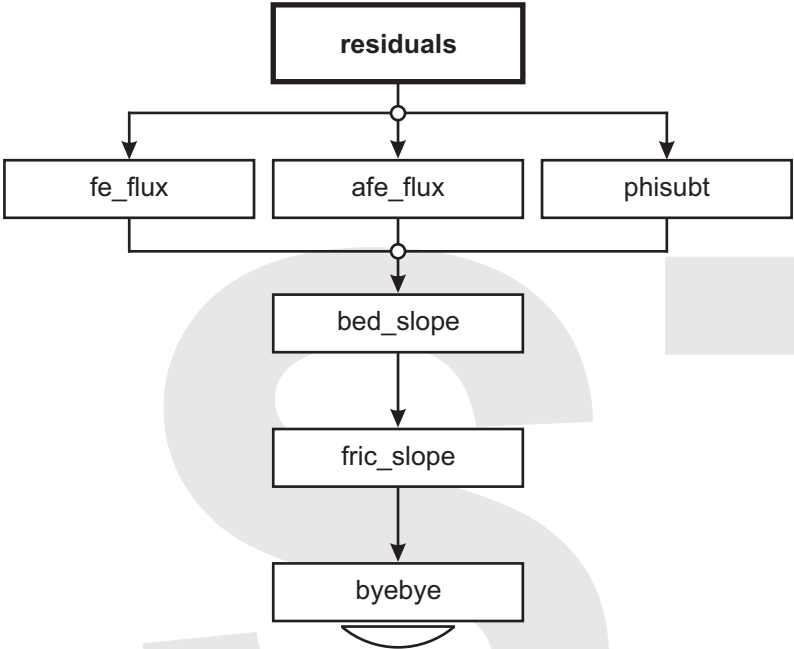 residuals
fe_flux
afe_flux
phisubt
bed_slope
fric_slope
byebye